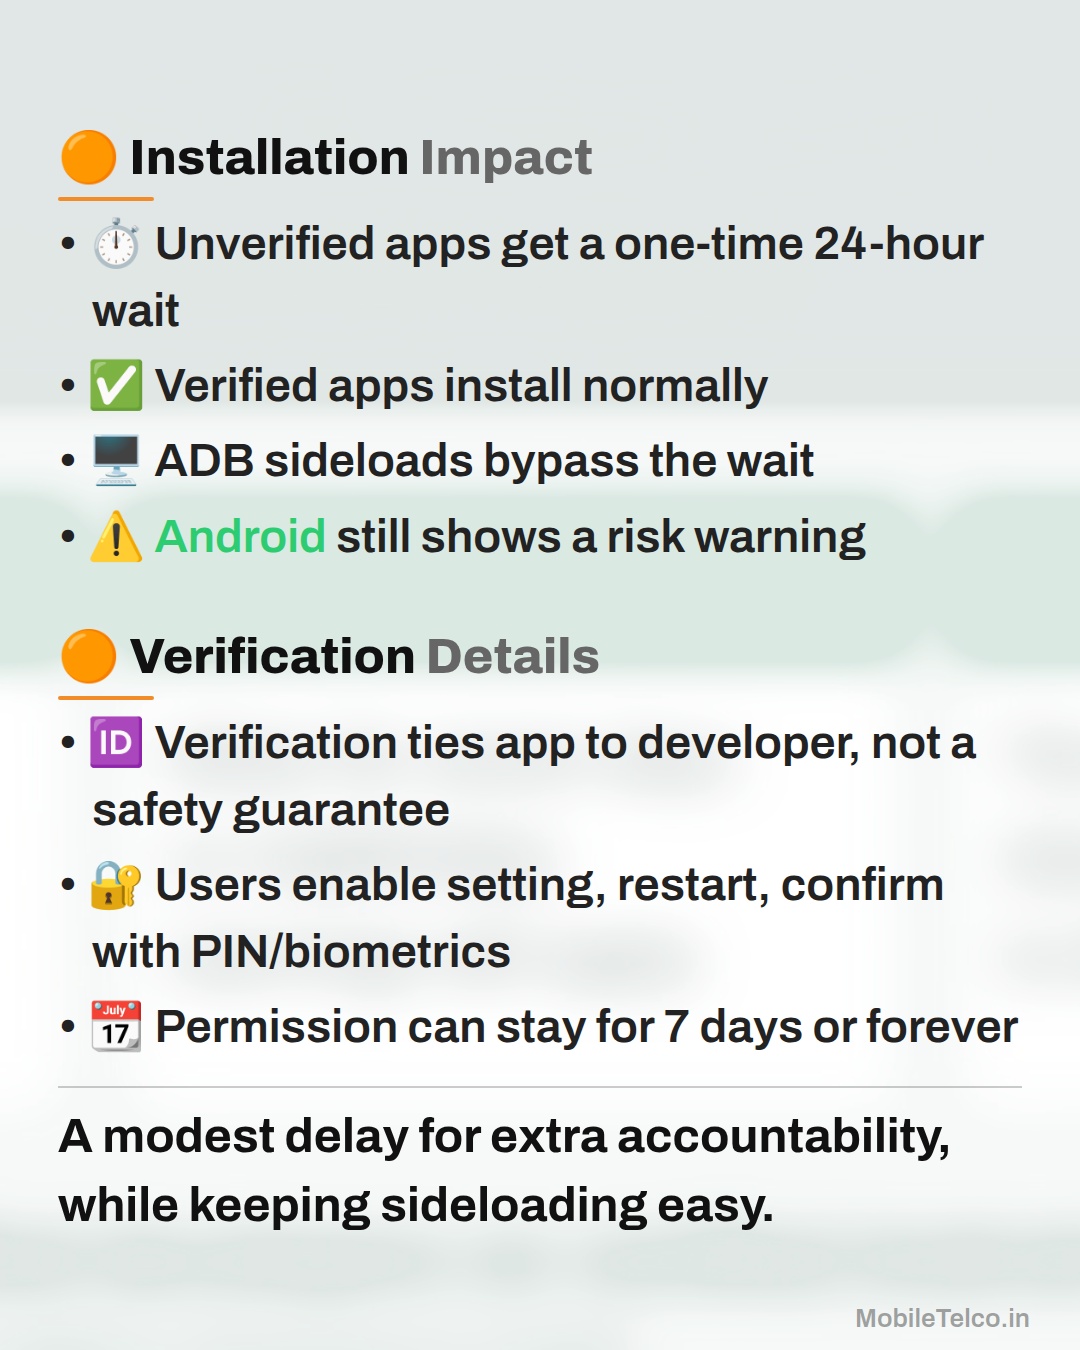 🟠 Installation Impact
• ⏱️ Unverified apps get a one-time 24-hour
wait
• ✅ Verified apps install normally
• 🖥️ ADB sideloads bypass the wait
• ⚠️ Android still shows a risk warning
🟠 Verification Details
• 🆔 Verification ties app to developer, not a
safety guarantee
• 🔐 Users enable setting, restart, confirm
with PIN/biometrics
• 📆 Permission can stay for 7 days or forever
A modest delay for extra accountability,
while keeping sideloading easy.
MobileTelco.in